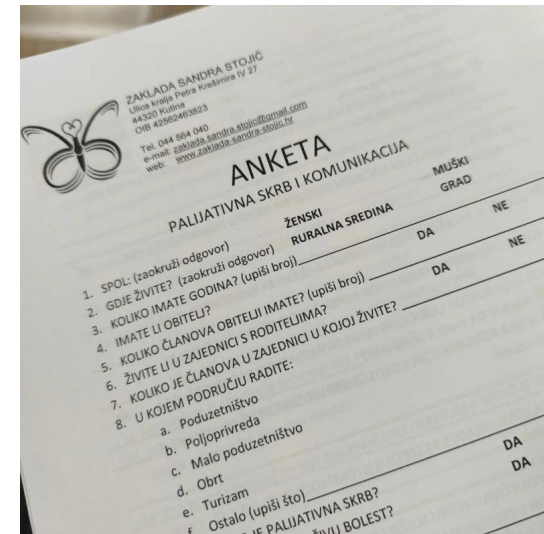 ZAKLADA SANDRA STOJIĆ
Ulica kralja Petra Krešimira IV 27
44320 Kutina
OIB 42562463823
Tel. 044 564 040
e-mail: zaklada.sandra.stojic@gmail.com
web: www.zaklada-sandra-stojic.hr
ANKETA
PALIJATIVNA SKRB I KOMUNIKACIJA
1. SPOL: (zaokruži odgovor) ŽENSKI MUŠKI
2. GDJE ŽIVITE? (zaokruži odgovor) RURALNA SREDINA GRAD
3. KOLIKO IMATE GODINA? (upiši broj)
4. IMATE LI OBITELJ? DA NE
5. KOLIKO ČLANOVA OBITELJI IMATE? (upiši broj)
6. ŽIVITE LI U ZAJEDNICI S RODITELJIMA? DA NE
7. KOLIKO JE ČLANOVA U ZAJEDNICI U KOJOJ ŽIVITE?
8. U KOJEM PODRUČJU RADITE:
a. Poduzetništvo
b. Poljoprivreda
c. Malo poduzetništvo
d. Obrt
e. Turizam
f. Ostalo (upiši što)
JE PALIJATIVNA SKRB? DA
BOLEST? DA